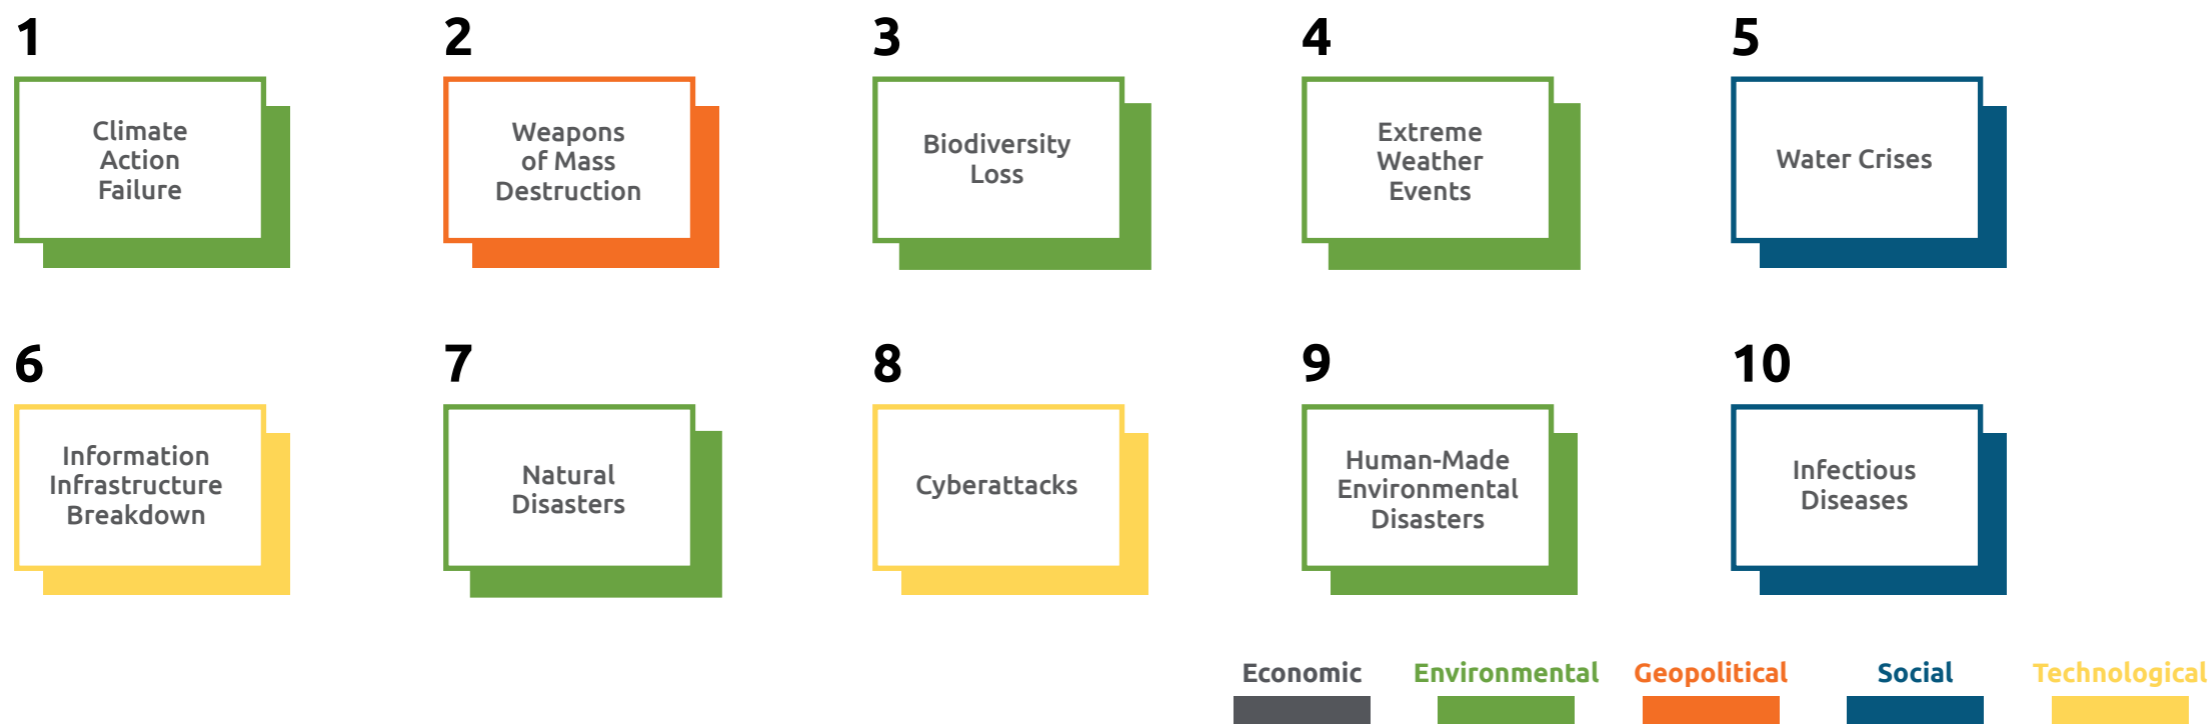 1
Climate
Action
Failure
2
Weapons
of Mass
Destruction
3
Biodiversity
Loss
4
Extreme
Weather
Events
5
Water Crises
6
Information
Infrastructure
Breakdown
7
Natural
Disasters
8
Cyberattacks
9
Human-Made
Environmental
Disasters
10
Infectious
Diseases
Economic
Environmental
Geopolitical
Social
Technological